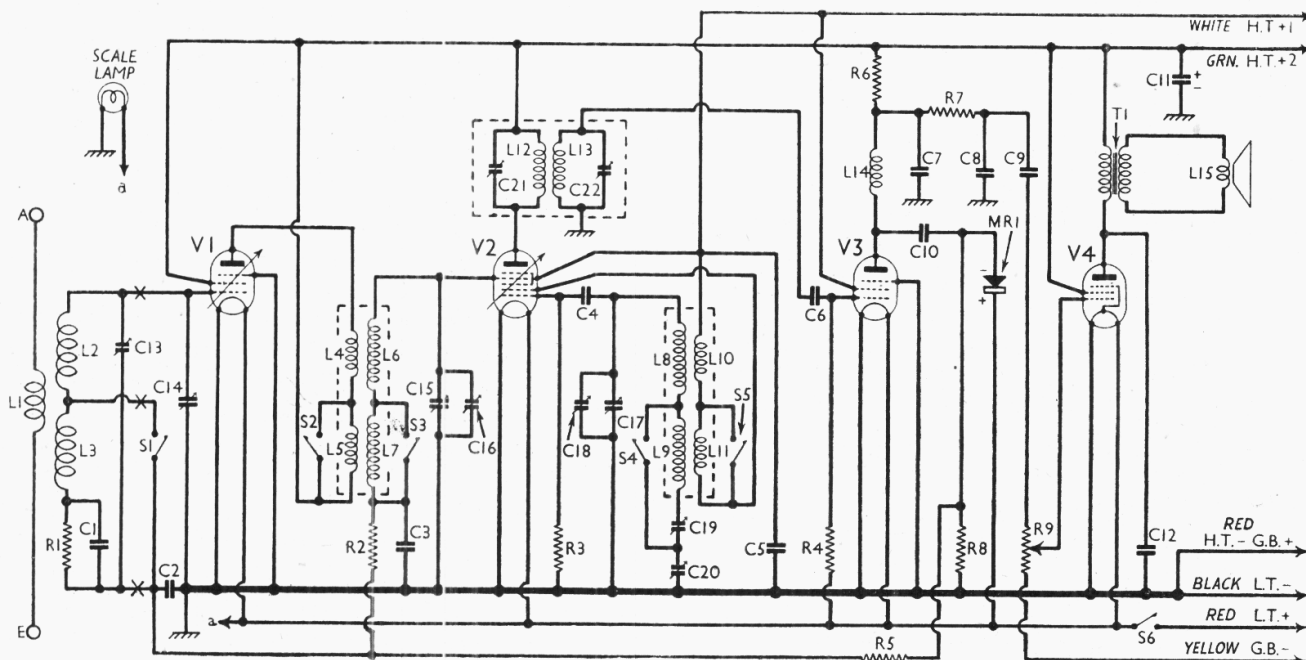 WHITE H.T.+1
GRN. H.T.+2
SCALE
LAMP
a
A
E
L1
L2
L3
R1
C1
C13
C14
S1
C2
V1
L4
L5
L6
L7
S2
S3
R2
C3
C15
C16
L12
L13
C21
C22
V2
C4
R3
C18
C17
L8
L9
L10
L11
S4
S5
C19
C20
C5
C6
R4
V3
R6
R7
L14
C7
C8
C9
C10
MR1
R8
R9
R5
T1
L15
C11
+
−
−
+
V4
C12
S6
a
RED
H.T.− G.B.+
BLACK L.T.−
RED L.T.+
YELLOW G.B.−